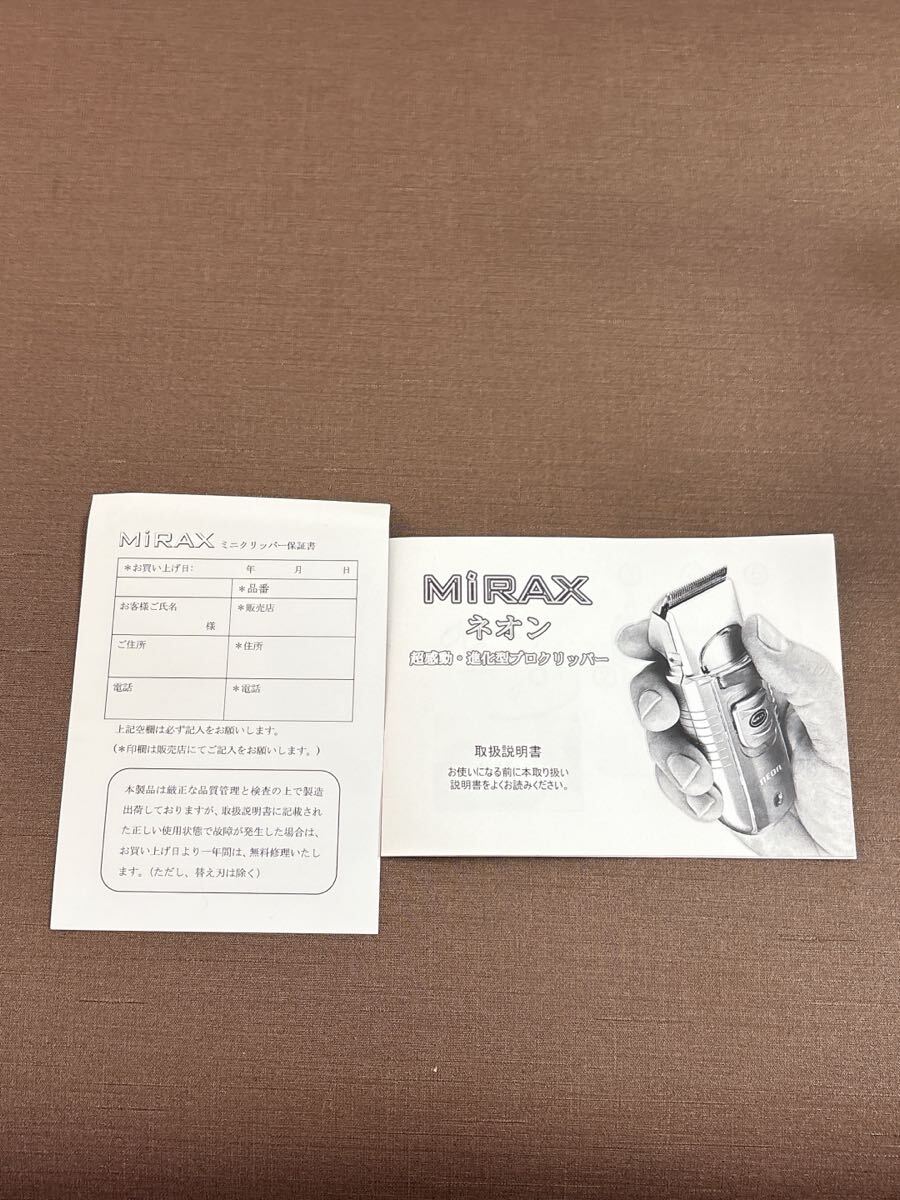 MiRAX ミニクリッパー保証書
＊お買い上げ日: 年 月 日
＊品番
お客様ご氏名 様 ＊販売店
ご住所 ＊住所
電話 ＊電話
上記空欄は必ず記入をお願いします。
(＊印欄は販売店にてご記入をお願いします。)
本製品は厳正な品質管理と検査の上で製造
出荷しておりますが、取扱説明書に記載され
た正しい使用状態で故障が発生した場合は、
お買い上げ日より一年間は、無料修理いたし
ます。(ただし、替え刃は除く)
MiRAX
ネオン
超感動・進化型プロクリッパー
取扱説明書
お使いになる前に本取り扱い
説明書をよくお読みください。
NEON